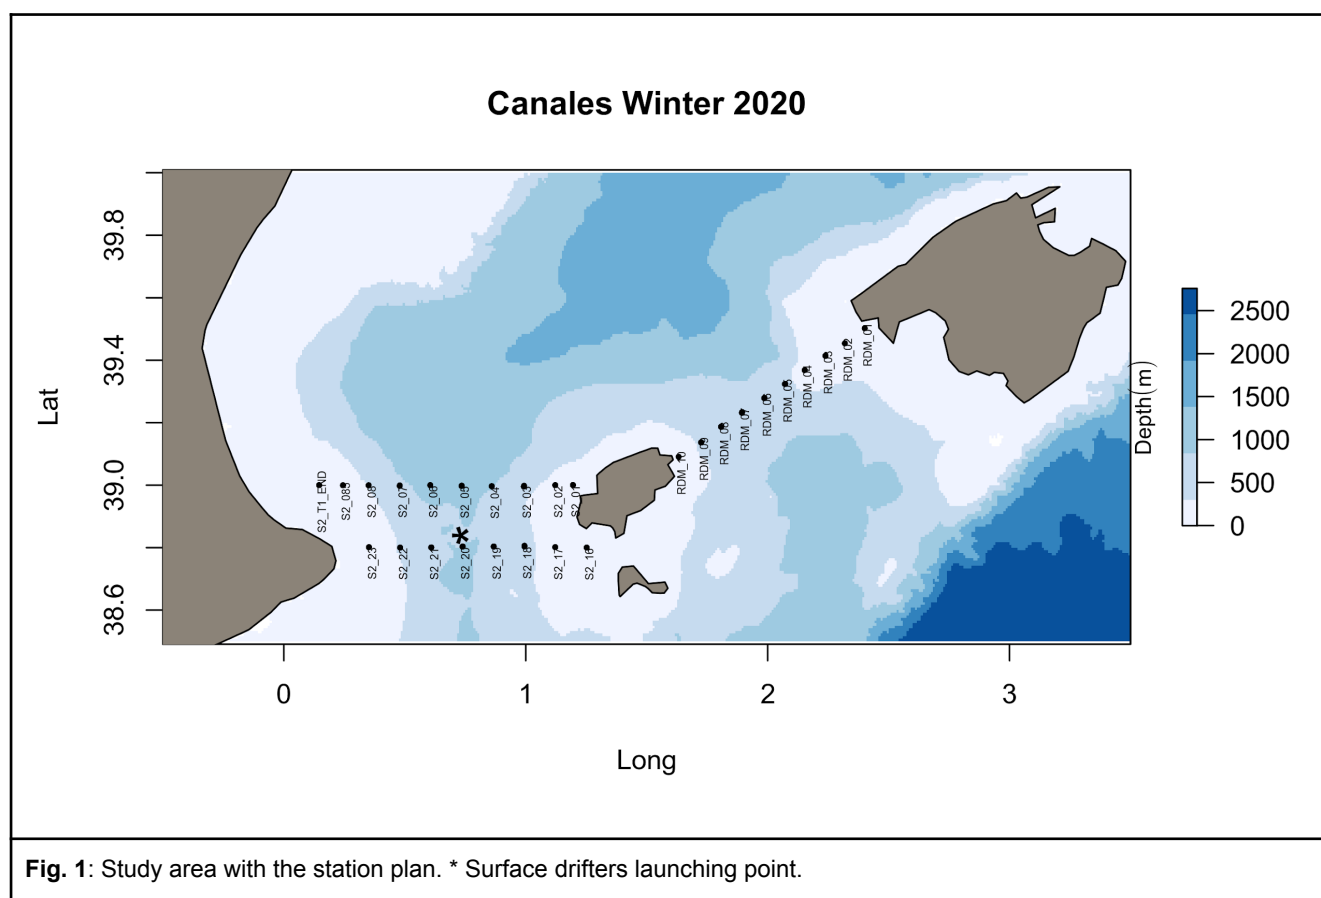 Canales Winter 2020
Lat
39.8
39.4
39.0
38.6
RDM_01
RDM_02
RDM_03
RDM_04
RDM_05
RDM_06
RDM_07
RDM_08
RDM_09
RDM_10
S2_T1_END
S2_085
S2_08
S2_07
S2_06
S2_05
S2_04
S2_03
S2_02
S2_01
*
S2_23
S2_22
S2_21
S2_20
S2_19
S2_18
S2_17
S2_16
0
1
2
3
Long
Depth(m)
2500
2000
1500
1000
500
0
Fig. 1: Study area with the station plan. * Surface drifters launching point.